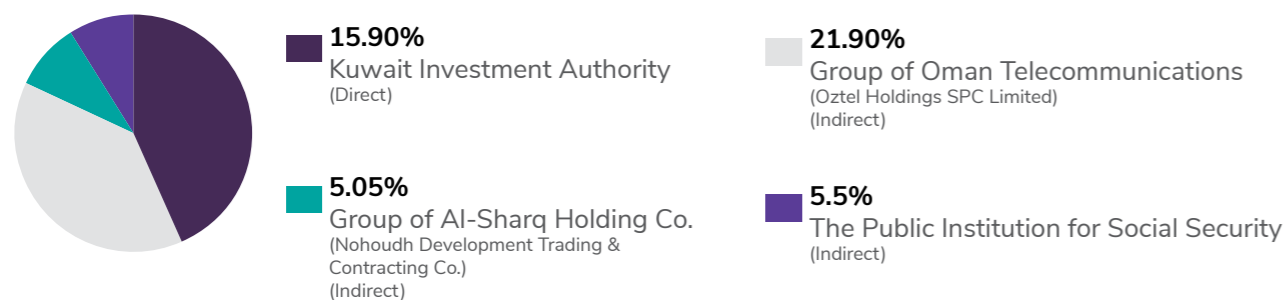 15.90%
Kuwait Investment Authority
(Direct)
5.05%
Group of Al-Sharq Holding Co.
(Nohoudh Development Trading &
Contracting Co.)
(Indirect)
21.90%
Group of Oman Telecommunications
(Oztel Holdings SPC Limited)
(Indirect)
5.5%
The Public Institution for Social Security
(Indirect)